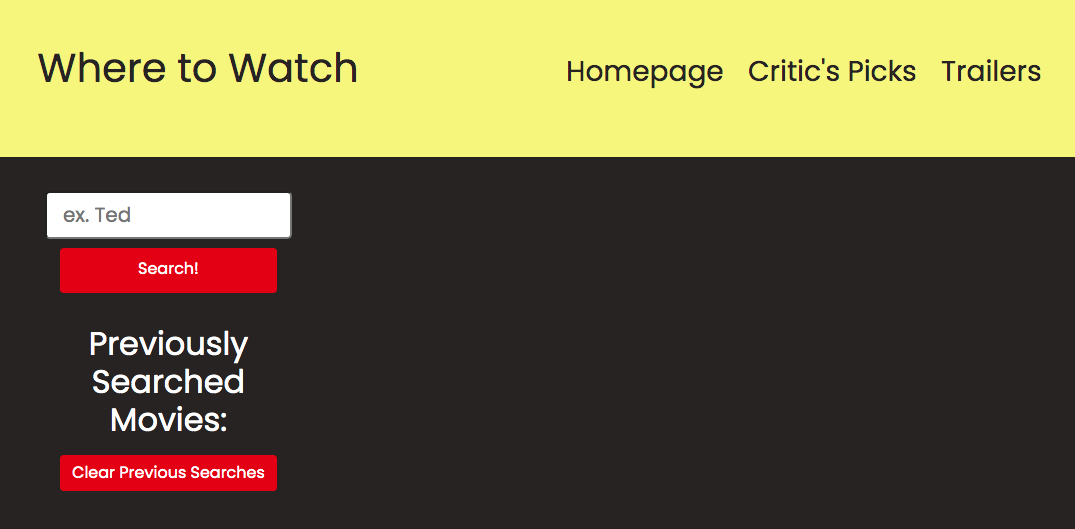 Where to Watch
Homepage Critic's Picks Trailers
ex. Ted
Search!
Previously
Searched
Movies:
Clear Previous Searches